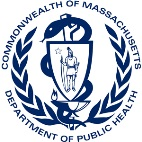 COMMONWEALTH OF MASSACHUSETTS
DEPARTMENT OF PUBLIC HEALTH